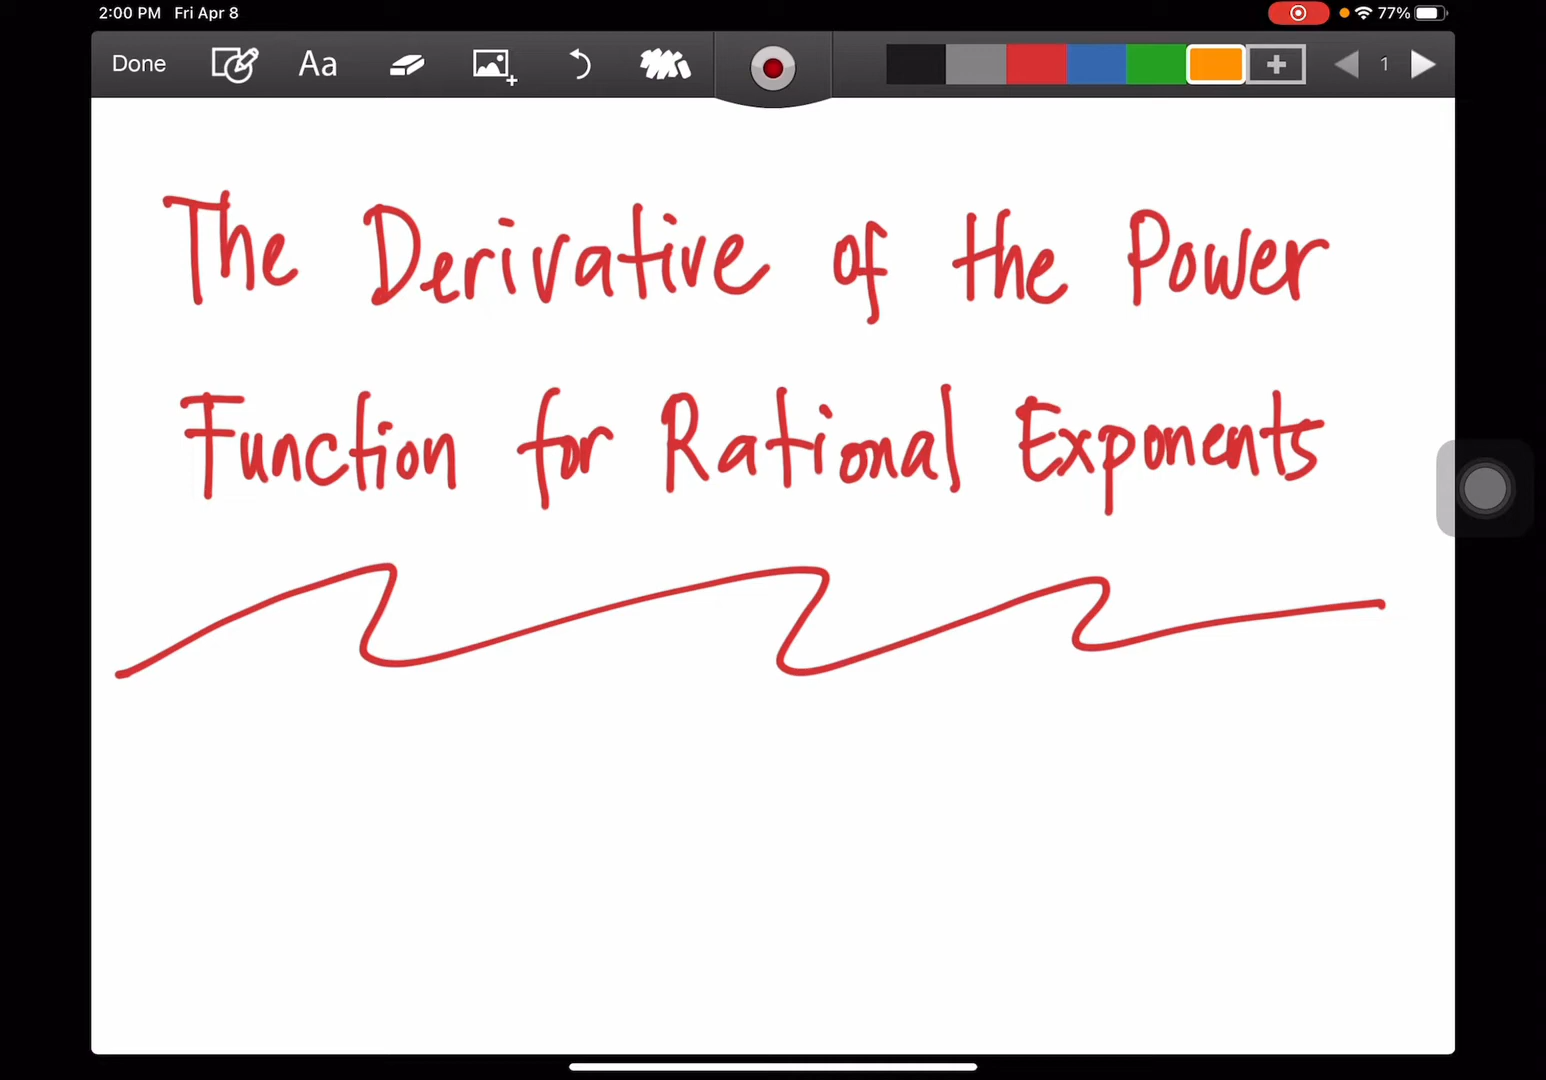 2:00 PM Fri Apr 8 77%
Done Aa 1
The Derivative of the Power
Function for Rational Exponents